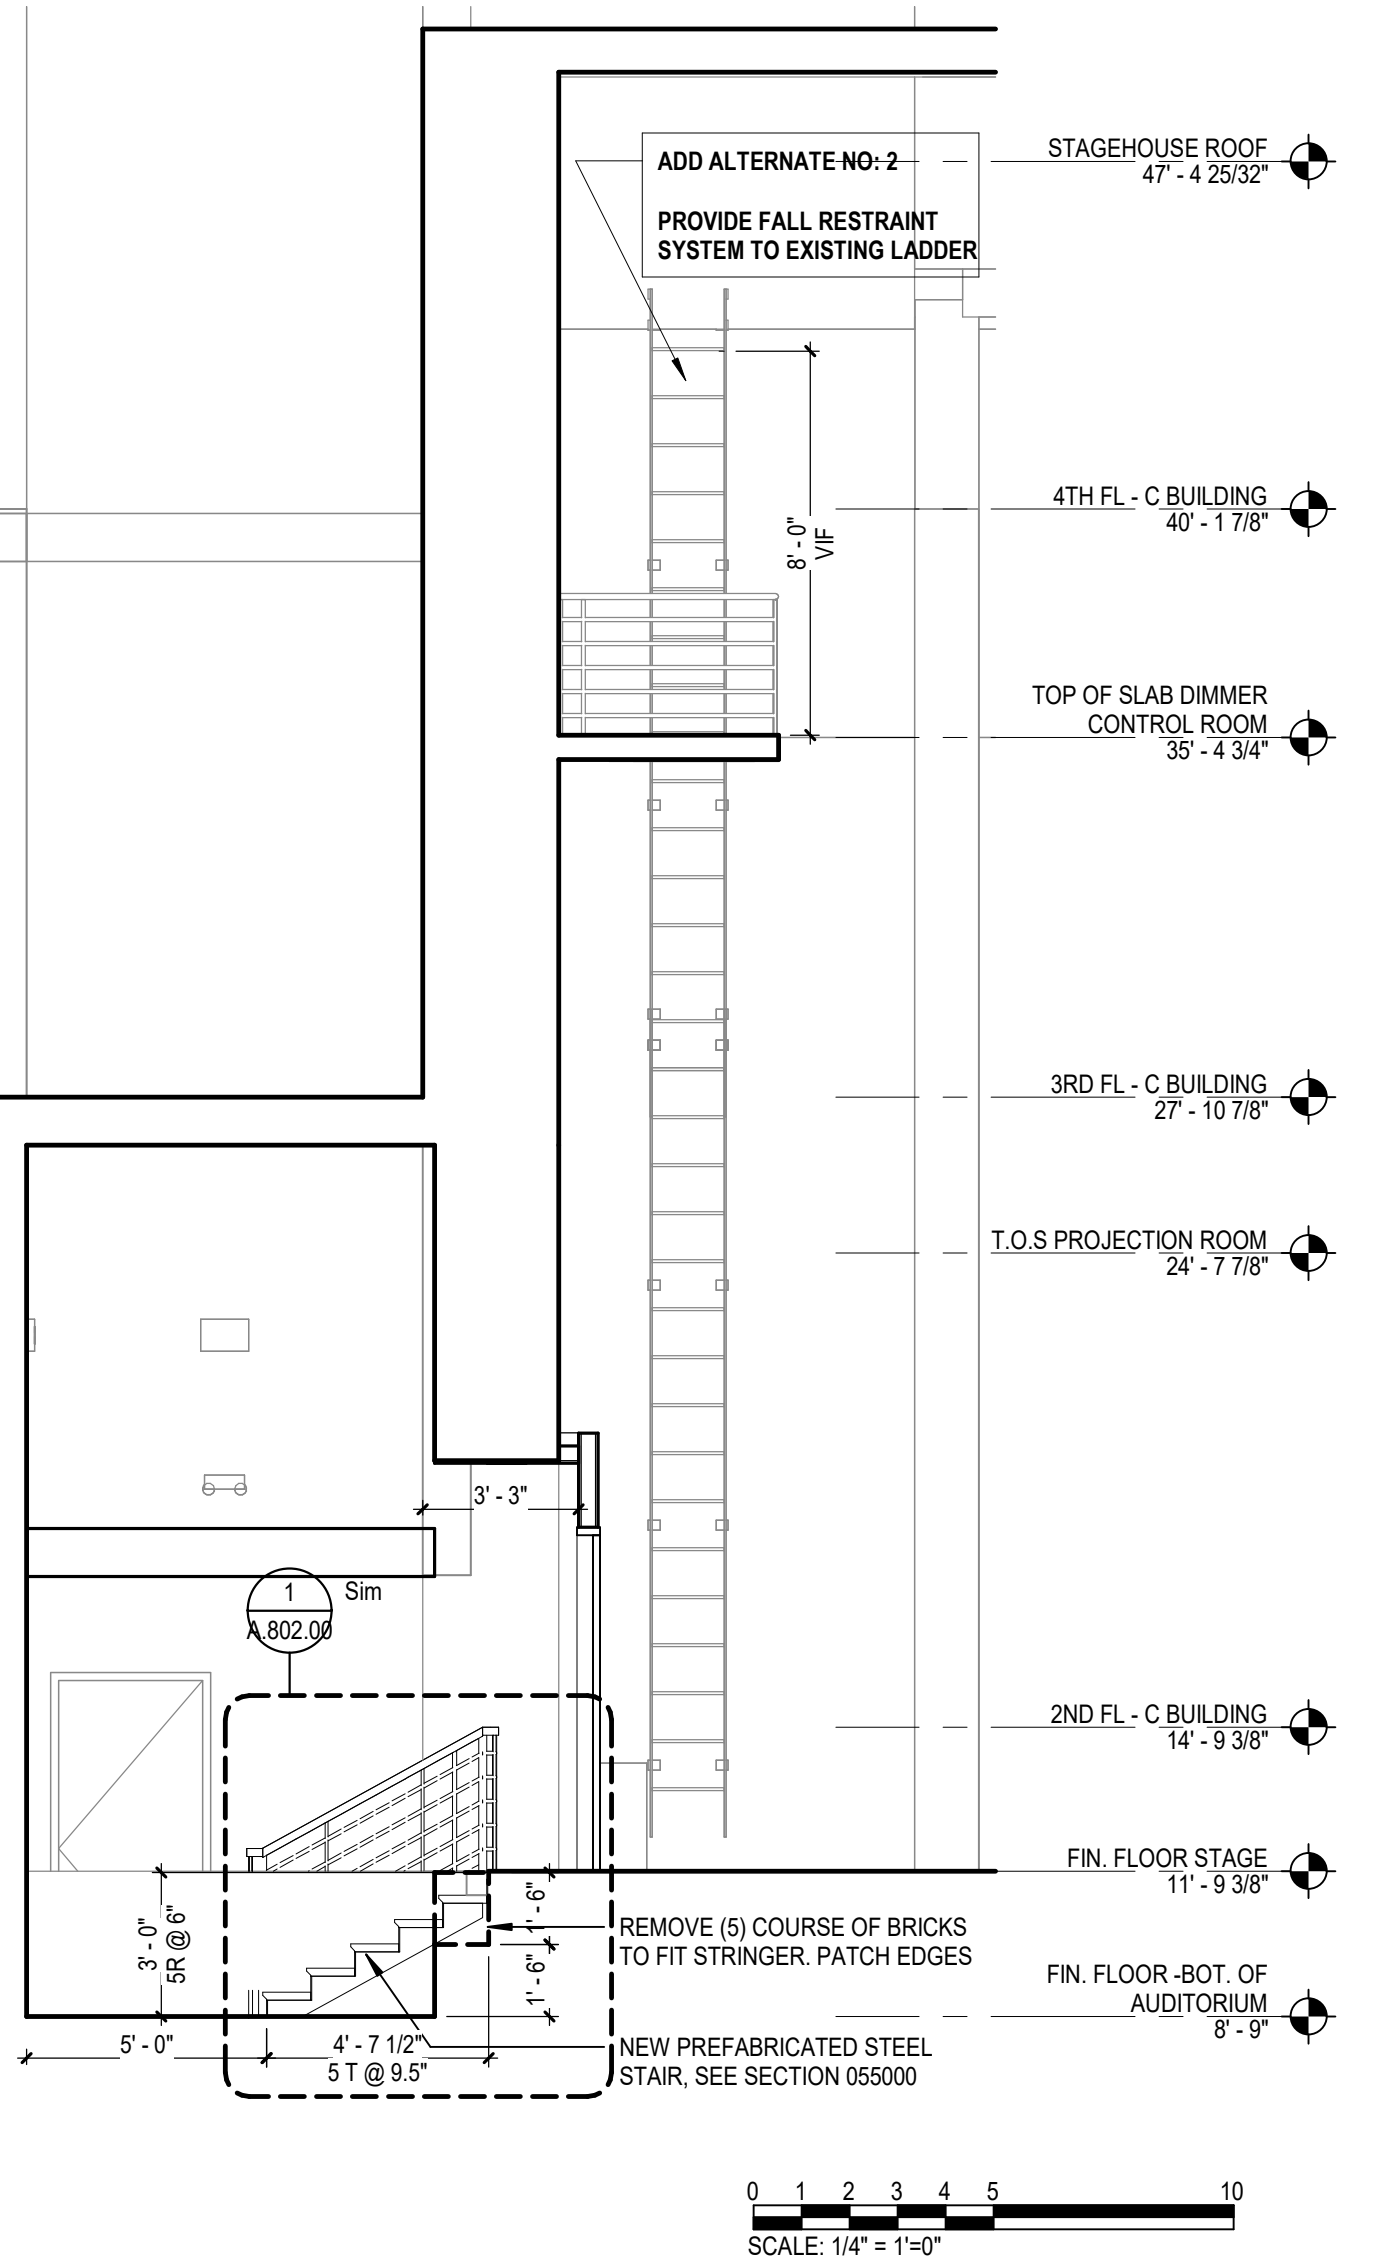 ADD ALTERNATE NO: 2
PROVIDE FALL RESTRAINT
SYSTEM TO EXISTING LADDER
STAGEHOUSE ROOF
47' - 4 25/32"
4TH FL - C BUILDING
40' - 1 7/8"
8' - 0"
VIF
TOP OF SLAB DIMMER
CONTROL ROOM
35' - 4 3/4"
3RD FL - C BUILDING
27' - 10 7/8"
T.O.S PROJECTION ROOM
24' - 7 7/8"
3' - 3"
1
Sim
A.802.00
2ND FL - C BUILDING
14' - 9 3/8"
FIN. FLOOR STAGE
11' - 9 3/8"
3' - 0"
5R @ 6"
1' - 6"
1' - 6"
REMOVE (5) COURSE OF BRICKS
TO FIT STRINGER. PATCH EDGES
FIN. FLOOR -BOT. OF
AUDITORIUM
8' - 9"
5' - 0"
4' - 7 1/2"
5 T @ 9.5"
NEW PREFABRICATED STEEL
STAIR, SEE SECTION 055000
0 1 2 3 4 5 10
SCALE: 1/4" = 1'=0"